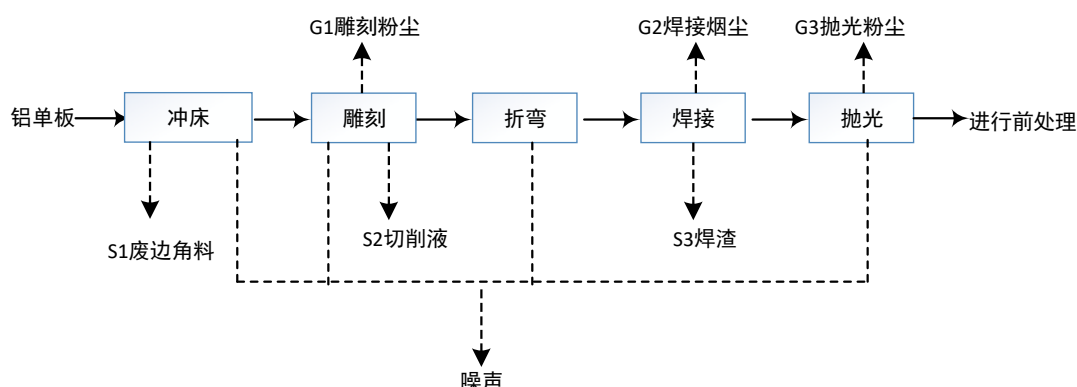 G1雕刻粉尘
G2焊接烟尘
G3抛光粉尘
铝单板
冲床
雕刻
折弯
焊接
抛光
进行前处理
S1废边角料
S2切削液
S3焊渣
噪声